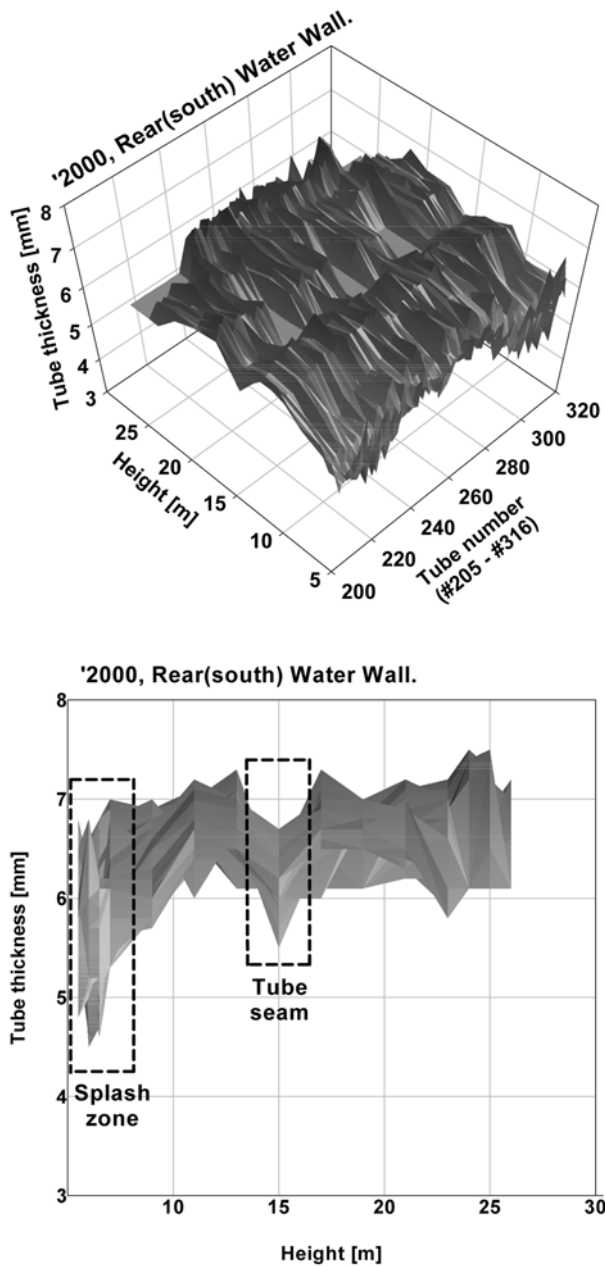 '2000, Rear(south) Water Wall.
8
7
6
5
4
3
Tube thickness [mm]
25
20
15
10
5
Height [m]
200
220
240
260
280
300
320
Tube number
(#205 - #316)
'2000, Rear(south) Water Wall.
8
7
6
5
4
3
Tube thickness [mm]
Tube
seam
Splash
zone
10
15
20
25
30
Height [m]